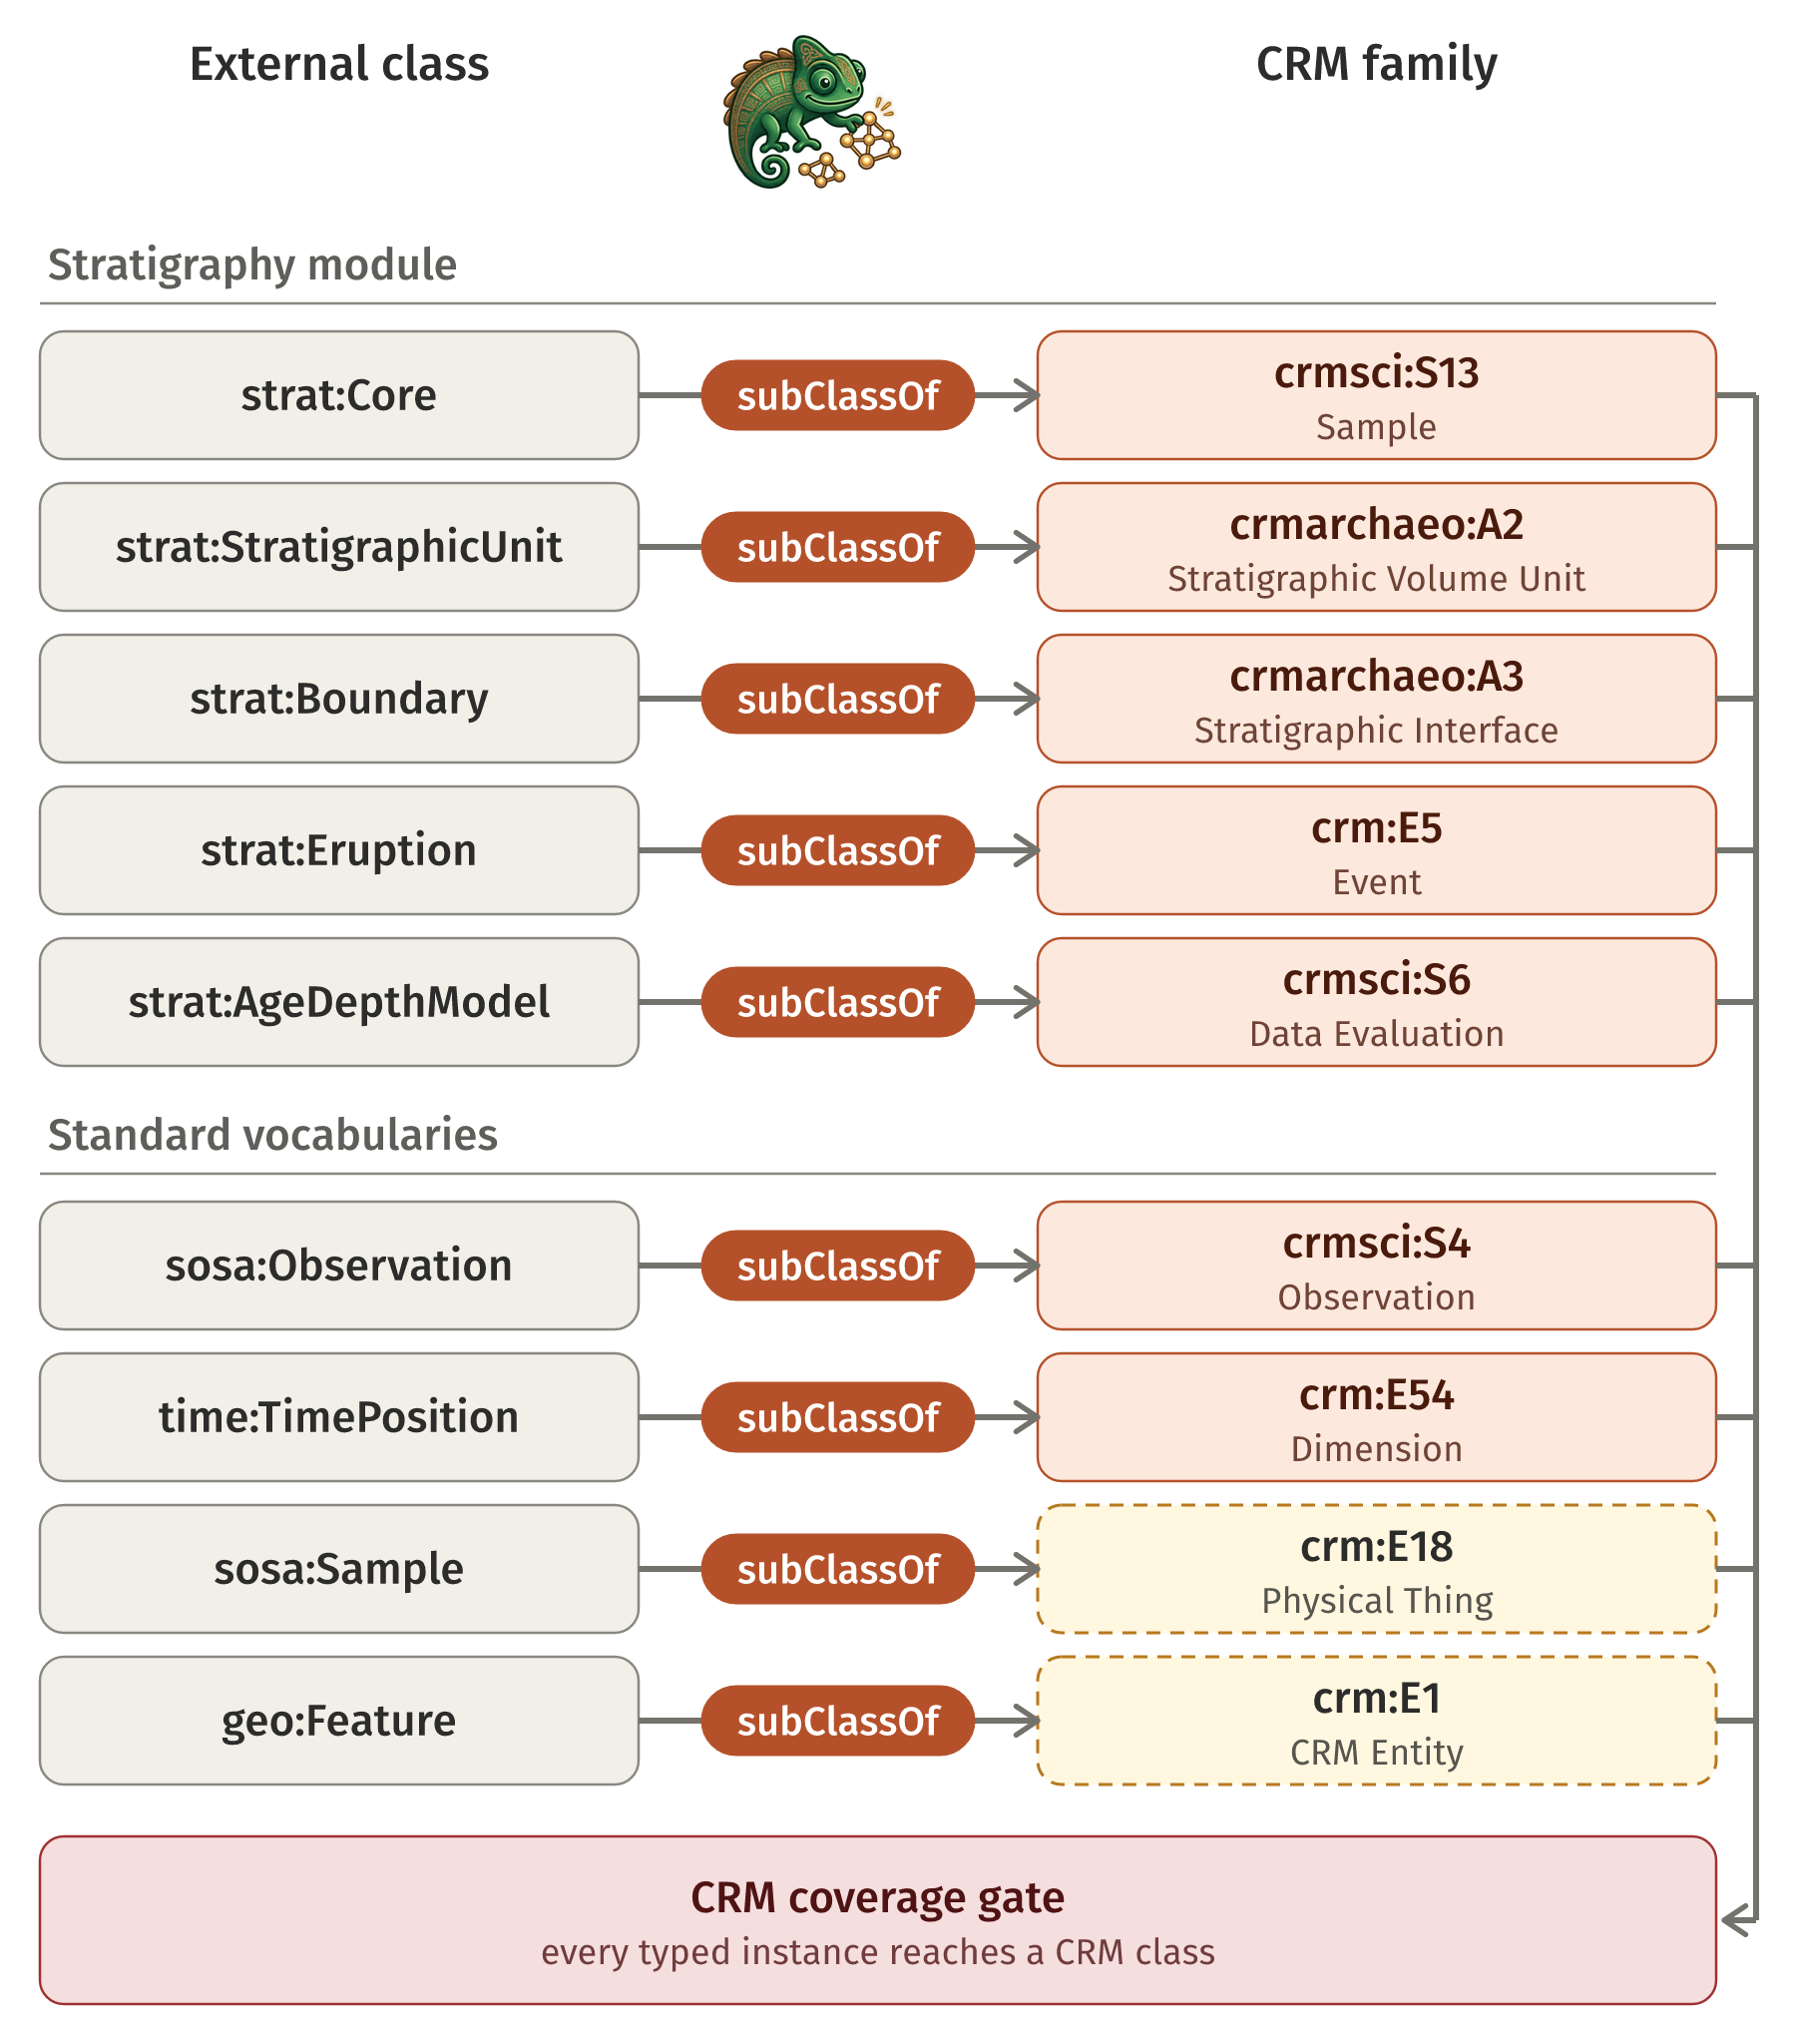 External class
CRM family
Stratigraphy module
strat:Core
subClassOf
crmsci:S13
Sample
strat:StratigraphicUnit
subClassOf
crmarchaeo:A2
Stratigraphic Volume Unit
strat:Boundary
subClassOf
crmarchaeo:A3
Stratigraphic Interface
strat:Eruption
subClassOf
crm:E5
Event
strat:AgeDepthModel
subClassOf
crmsci:S6
Data Evaluation
Standard vocabularies
sosa:Observation
subClassOf
crmsci:S4
Observation
time:TimePosition
subClassOf
crm:E54
Dimension
sosa:Sample
subClassOf
crm:E18
Physical Thing
geo:Feature
subClassOf
crm:E1
CRM Entity
CRM coverage gate
every typed instance reaches a CRM class